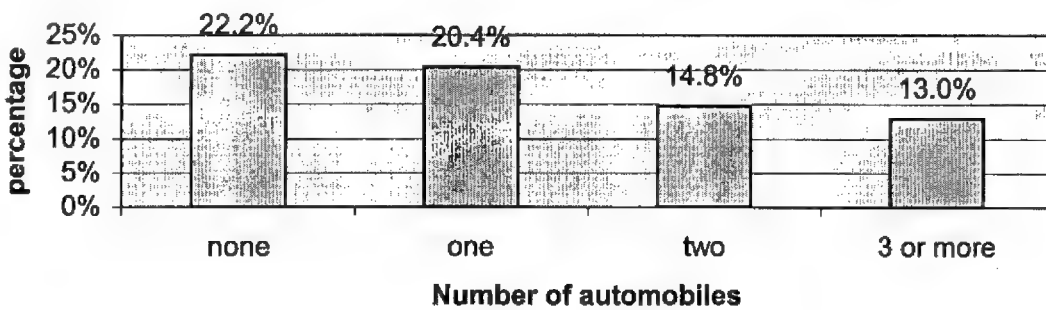 percentage
25%
20%
15%
10%
5%
0%
22.2%
20.4%
14.8%
13.0%
none
one
two
3 or more
Number of automobiles